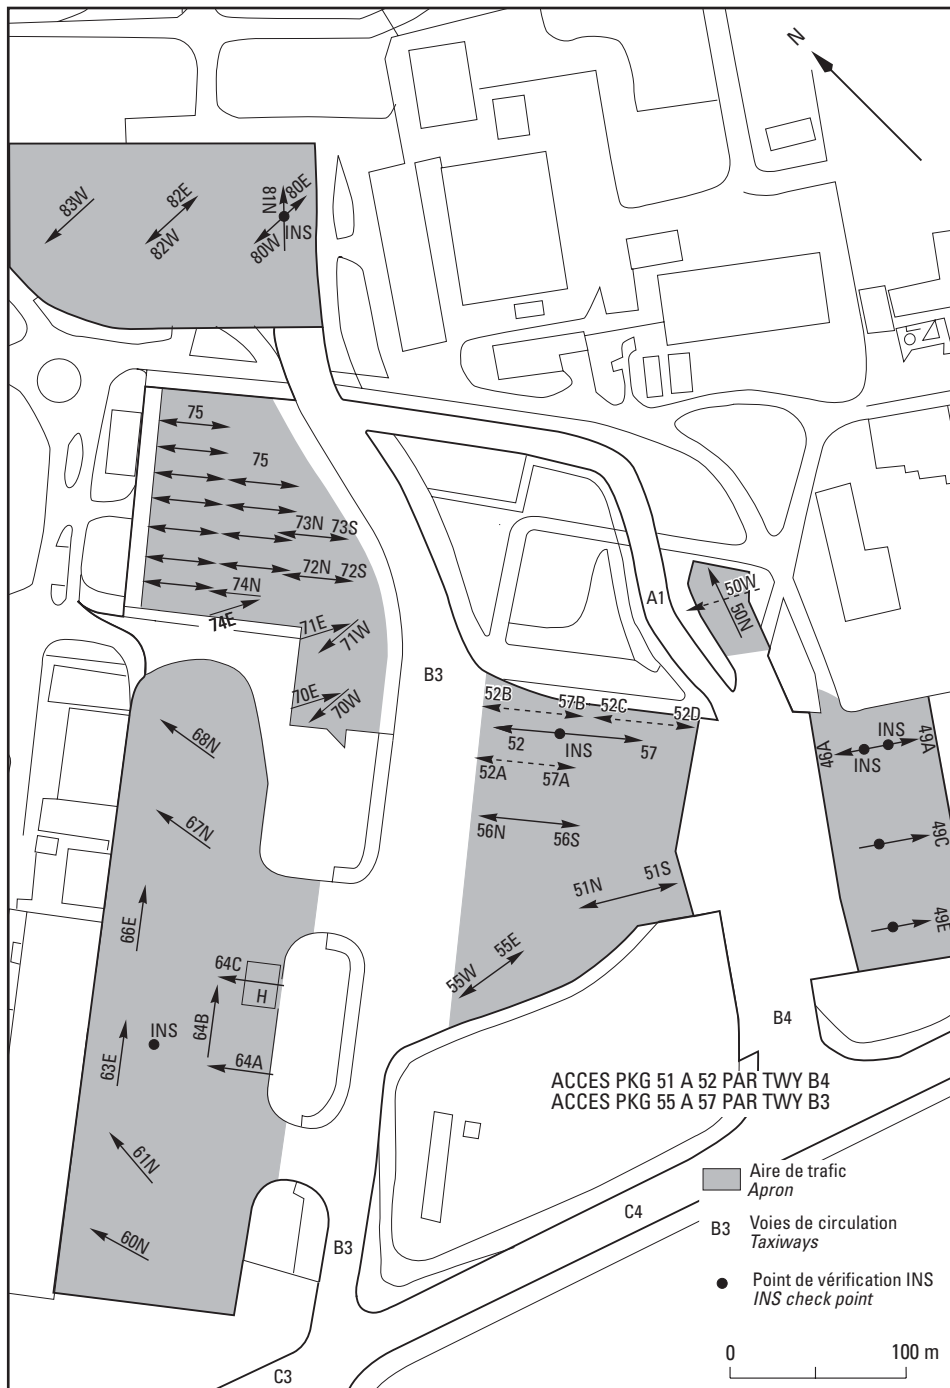 N
83W
82E
82W
81N
80E
80W
INS
75
75
73N 73S
72N 72S
74N
74E
71E
71W
70E
70W
A1
50W
50N
B3
52B
57B
52C
52D
52
INS
57
52A
57A
56N
56S
51N
51S
55W
55E
46A
INS
INS
49A
49C
49E
68N
67N
66E
64C
H
64B
INS
63E
64A
61N
60N
B4
ACCES PKG 51 A 52 PAR TWY B4
ACCES PKG 55 A 57 PAR TWY B3
C4
B3
C3
Aire de trafic
Apron
B3 Voies de circulation
Taxiways
Point de vérification INS
INS check point
0 100 m